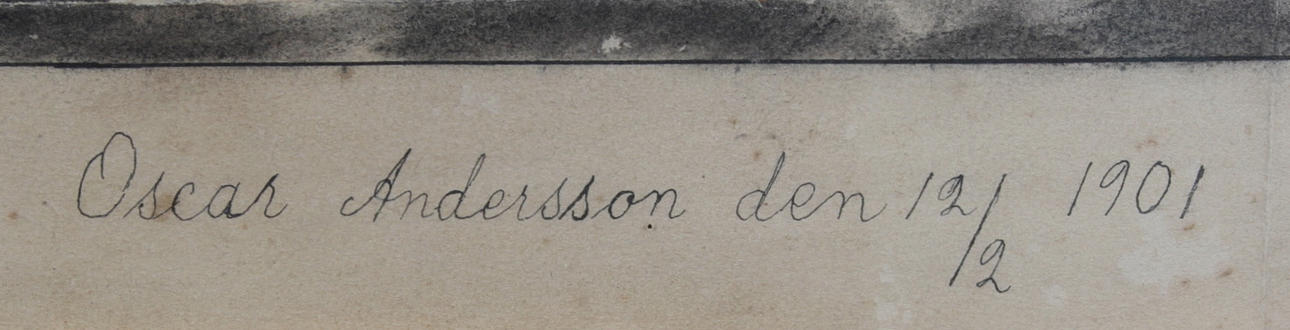 Oscar Andersson den 12/2 1901